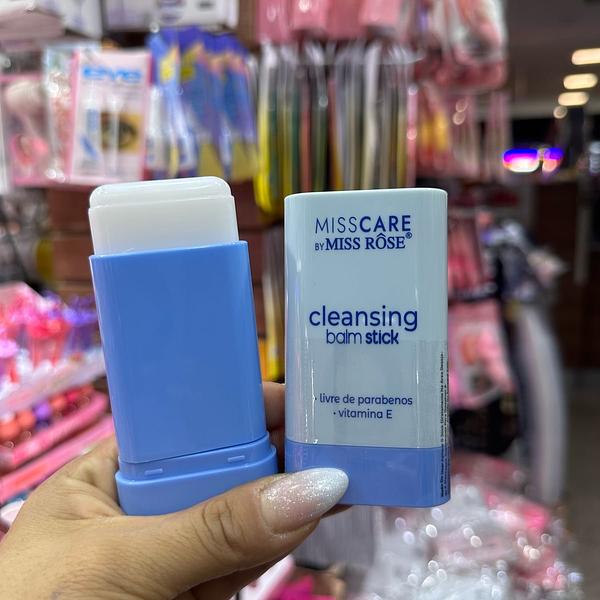 eye
MISSCARE
BY MISS RÔSE®
cleansing
balm stick
· livre de parabenos
· vitamina E